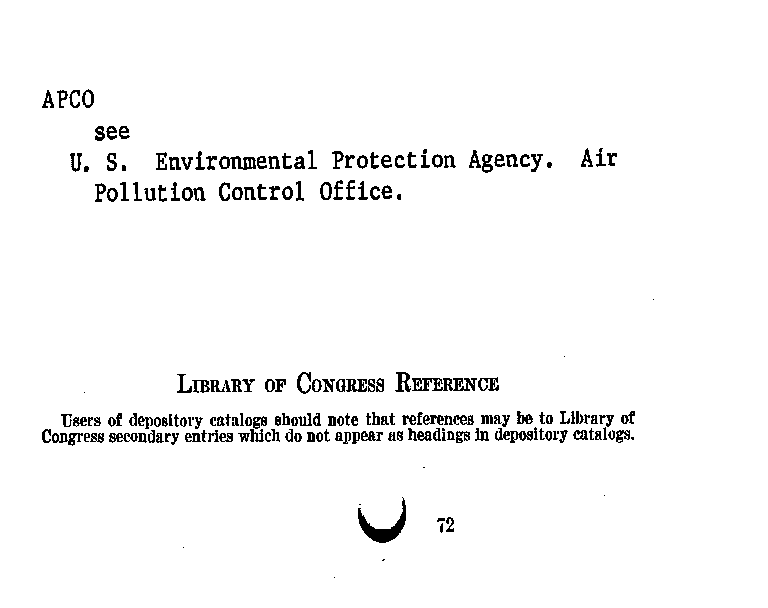 APCO
see
U. S. Environmental Protection Agency. Air
Pollution Control Office.
LIBRARY OF CONGRESS REFERENCE
Users of depository catalogs should note that references may be to Library of
Congress secondary entries which do not appear as headings in depository catalogs.
72